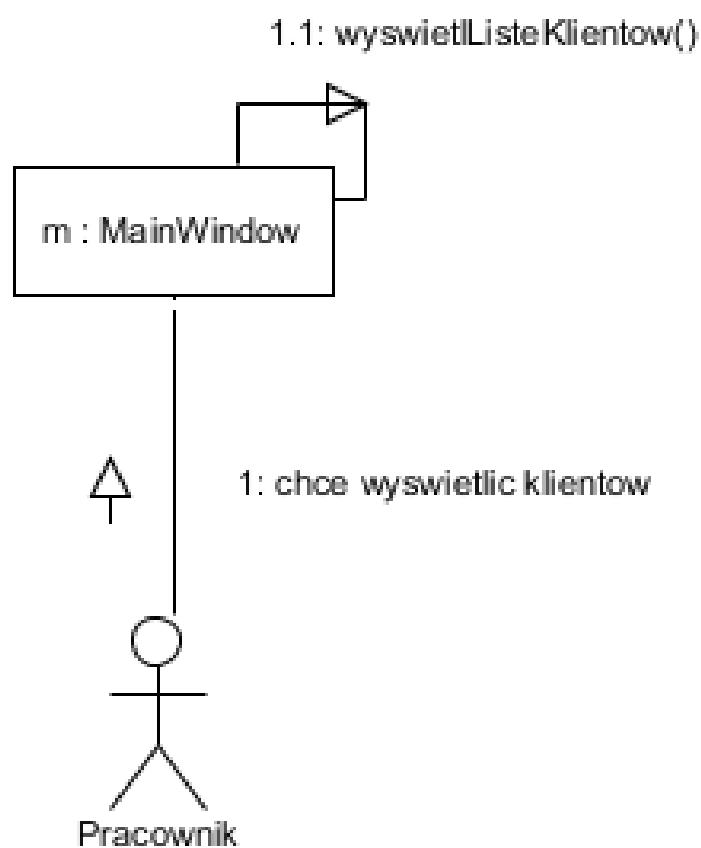 1.1: wyswietlListeKlientow()
m : MainWindow
1: chce wyswietlic klientow
Pracownik